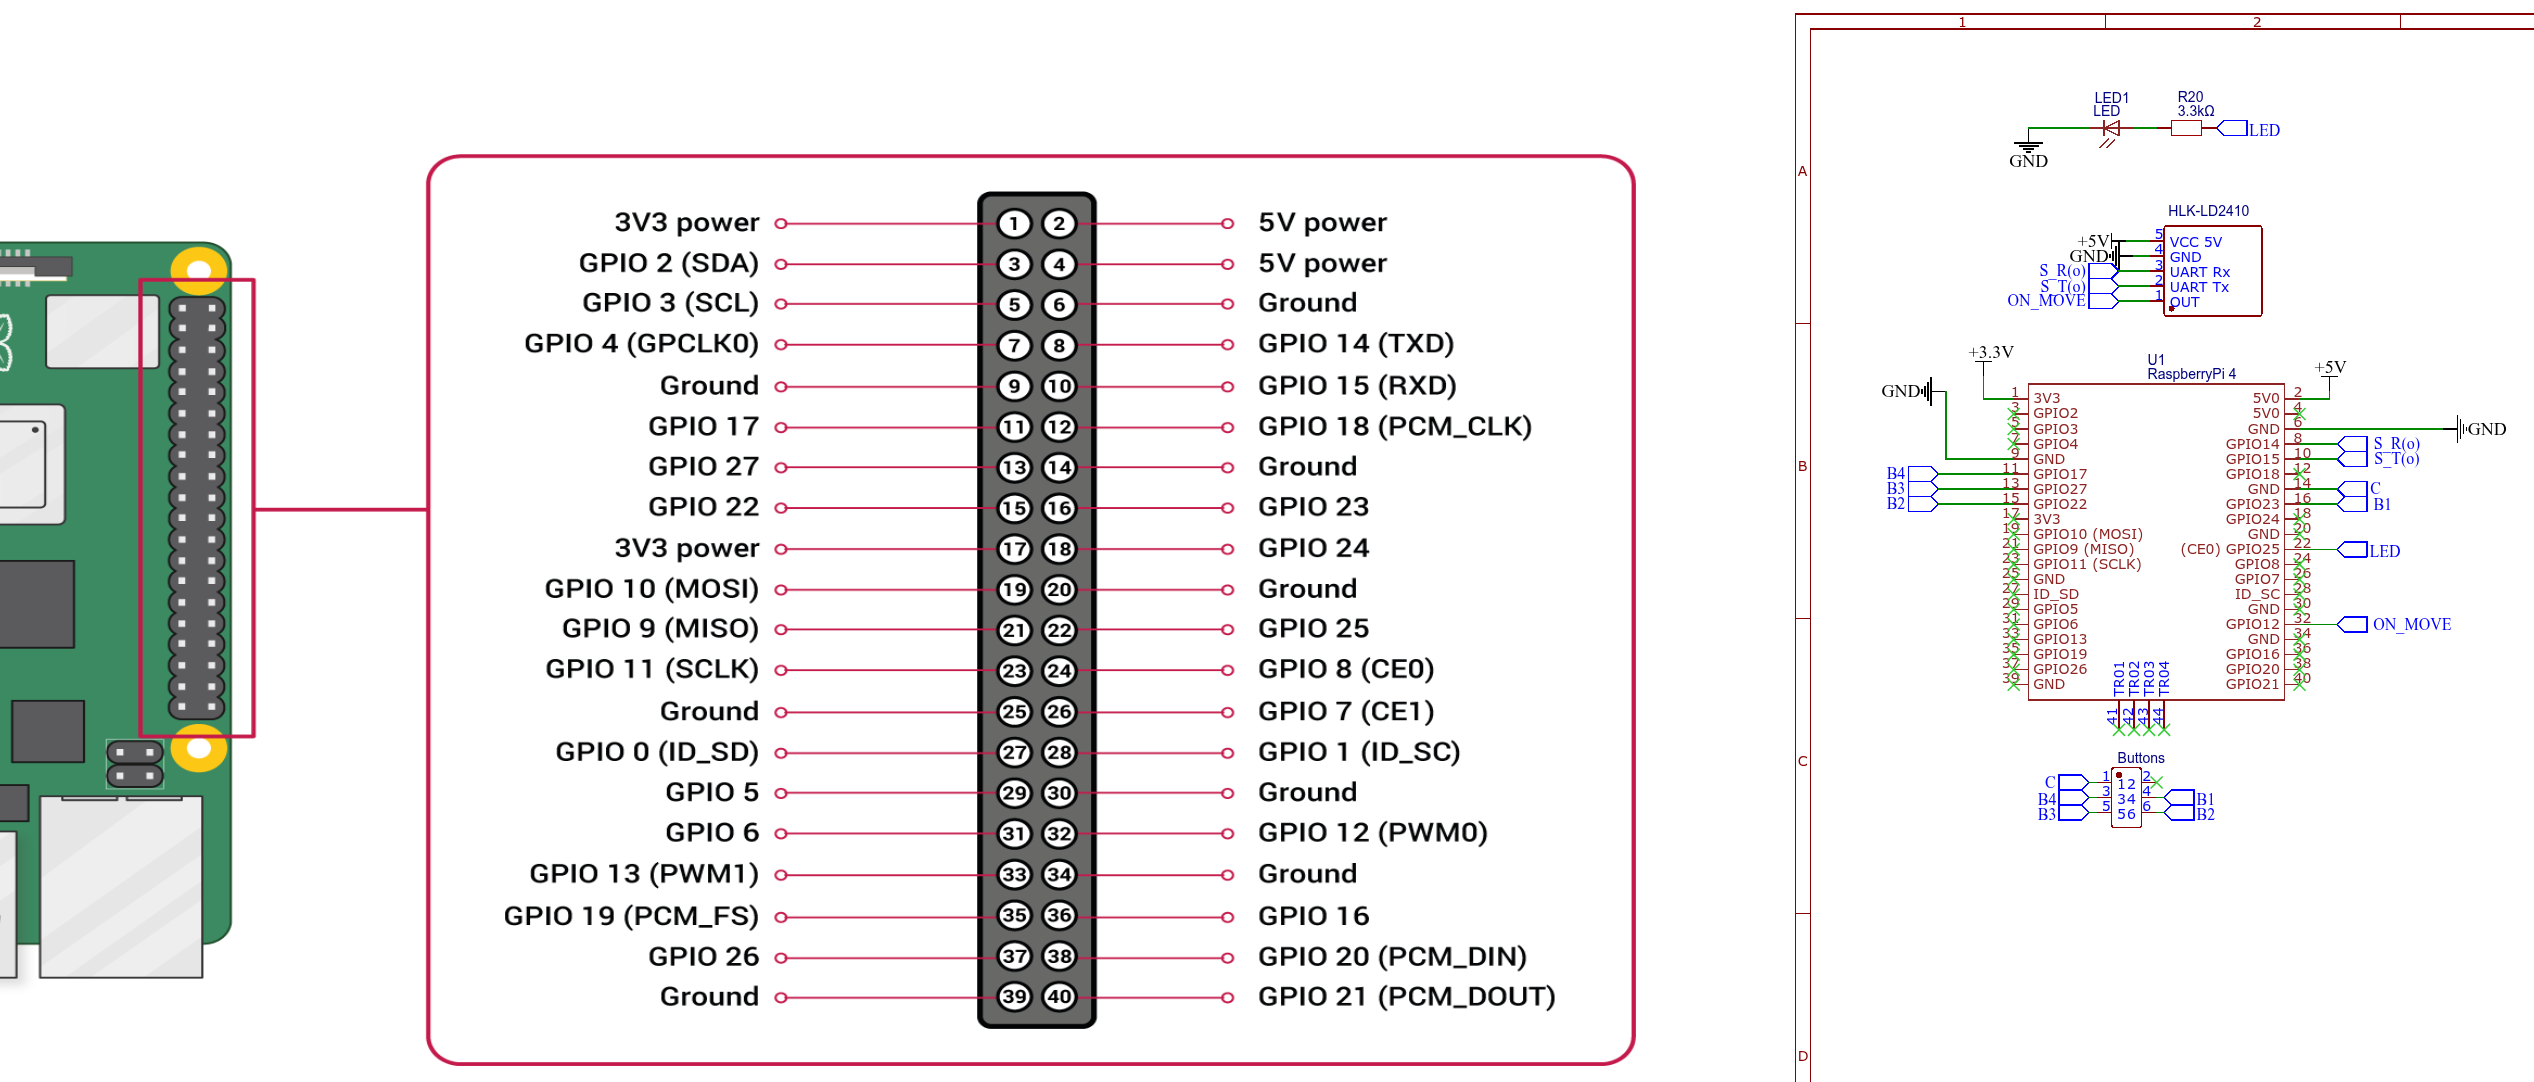 3V3 power 1 2 5V power
GPIO 2 (SDA) 3 4 5V power
GPIO 3 (SCL) 5 6 Ground
GPIO 4 (GPCLK0) 7 8 GPIO 14 (TXD)
Ground 9 10 GPIO 15 (RXD)
GPIO 17 11 12 GPIO 18 (PCM_CLK)
GPIO 27 13 14 Ground
GPIO 22 15 16 GPIO 23
3V3 power 17 18 GPIO 24
GPIO 10 (MOSI) 19 20 Ground
GPIO 9 (MISO) 21 22 GPIO 25
GPIO 11 (SCLK) 23 24 GPIO 8 (CE0)
Ground 25 26 GPIO 7 (CE1)
GPIO 0 (ID_SD) 27 28 GPIO 1 (ID_SC)
GPIO 5 29 30 Ground
GPIO 6 31 32 GPIO 12 (PWM0)
GPIO 13 (PWM1) 33 34 Ground
GPIO 19 (PCM_FS) 35 36 GPIO 16
GPIO 26 37 38 GPIO 20 (PCM_DIN)
Ground 39 40 GPIO 21 (PCM_DOUT)
1 2
A
B
C
D
LED1 R20
LED 3.3kΩ
LED
GND
HLK-LD2410
+5V 5 VCC 5V
GND 4 GND
S_R(o) 3 UART Rx
S_T(o) 2 UART Tx
ON_MOVE 1 OUT
+3.3V
U1
RaspberryPi 4
+5V
GND
1 3V3 5V0 2
3 GPIO2 5V0 4
5 GPIO3 GND 6 GND
7 GPIO4 GPIO14 8 S_R(o)
9 GND GPIO15 10 S_T(o)
B4 11 GPIO17 GPIO18 12
B3 13 GPIO27 GND 14 C
B2 15 GPIO22 GPIO23 16 B1
17 3V3 GPIO24 18
19 GPIO10 (MOSI) GND 20
21 GPIO9 (MISO) (CE0) GPIO25 22 LED
23 GPIO11 (SCLK) GPIO8 24
25 GND GPIO7 26
27 ID_SD ID_SC 28
29 GPIO5 GND 30
31 GPIO6 GPIO12 32 ON_MOVE
33 GPIO13 GND 34
35 GPIO19 GPIO16 36
37 GPIO26 GPIO20 38
39 GND GPIO21 40
TR01 TR02 TR03 TR04
41 42 43 44
Buttons
C 1 12 2
B4 3 34 4 B1
B3 5 56 6 B2